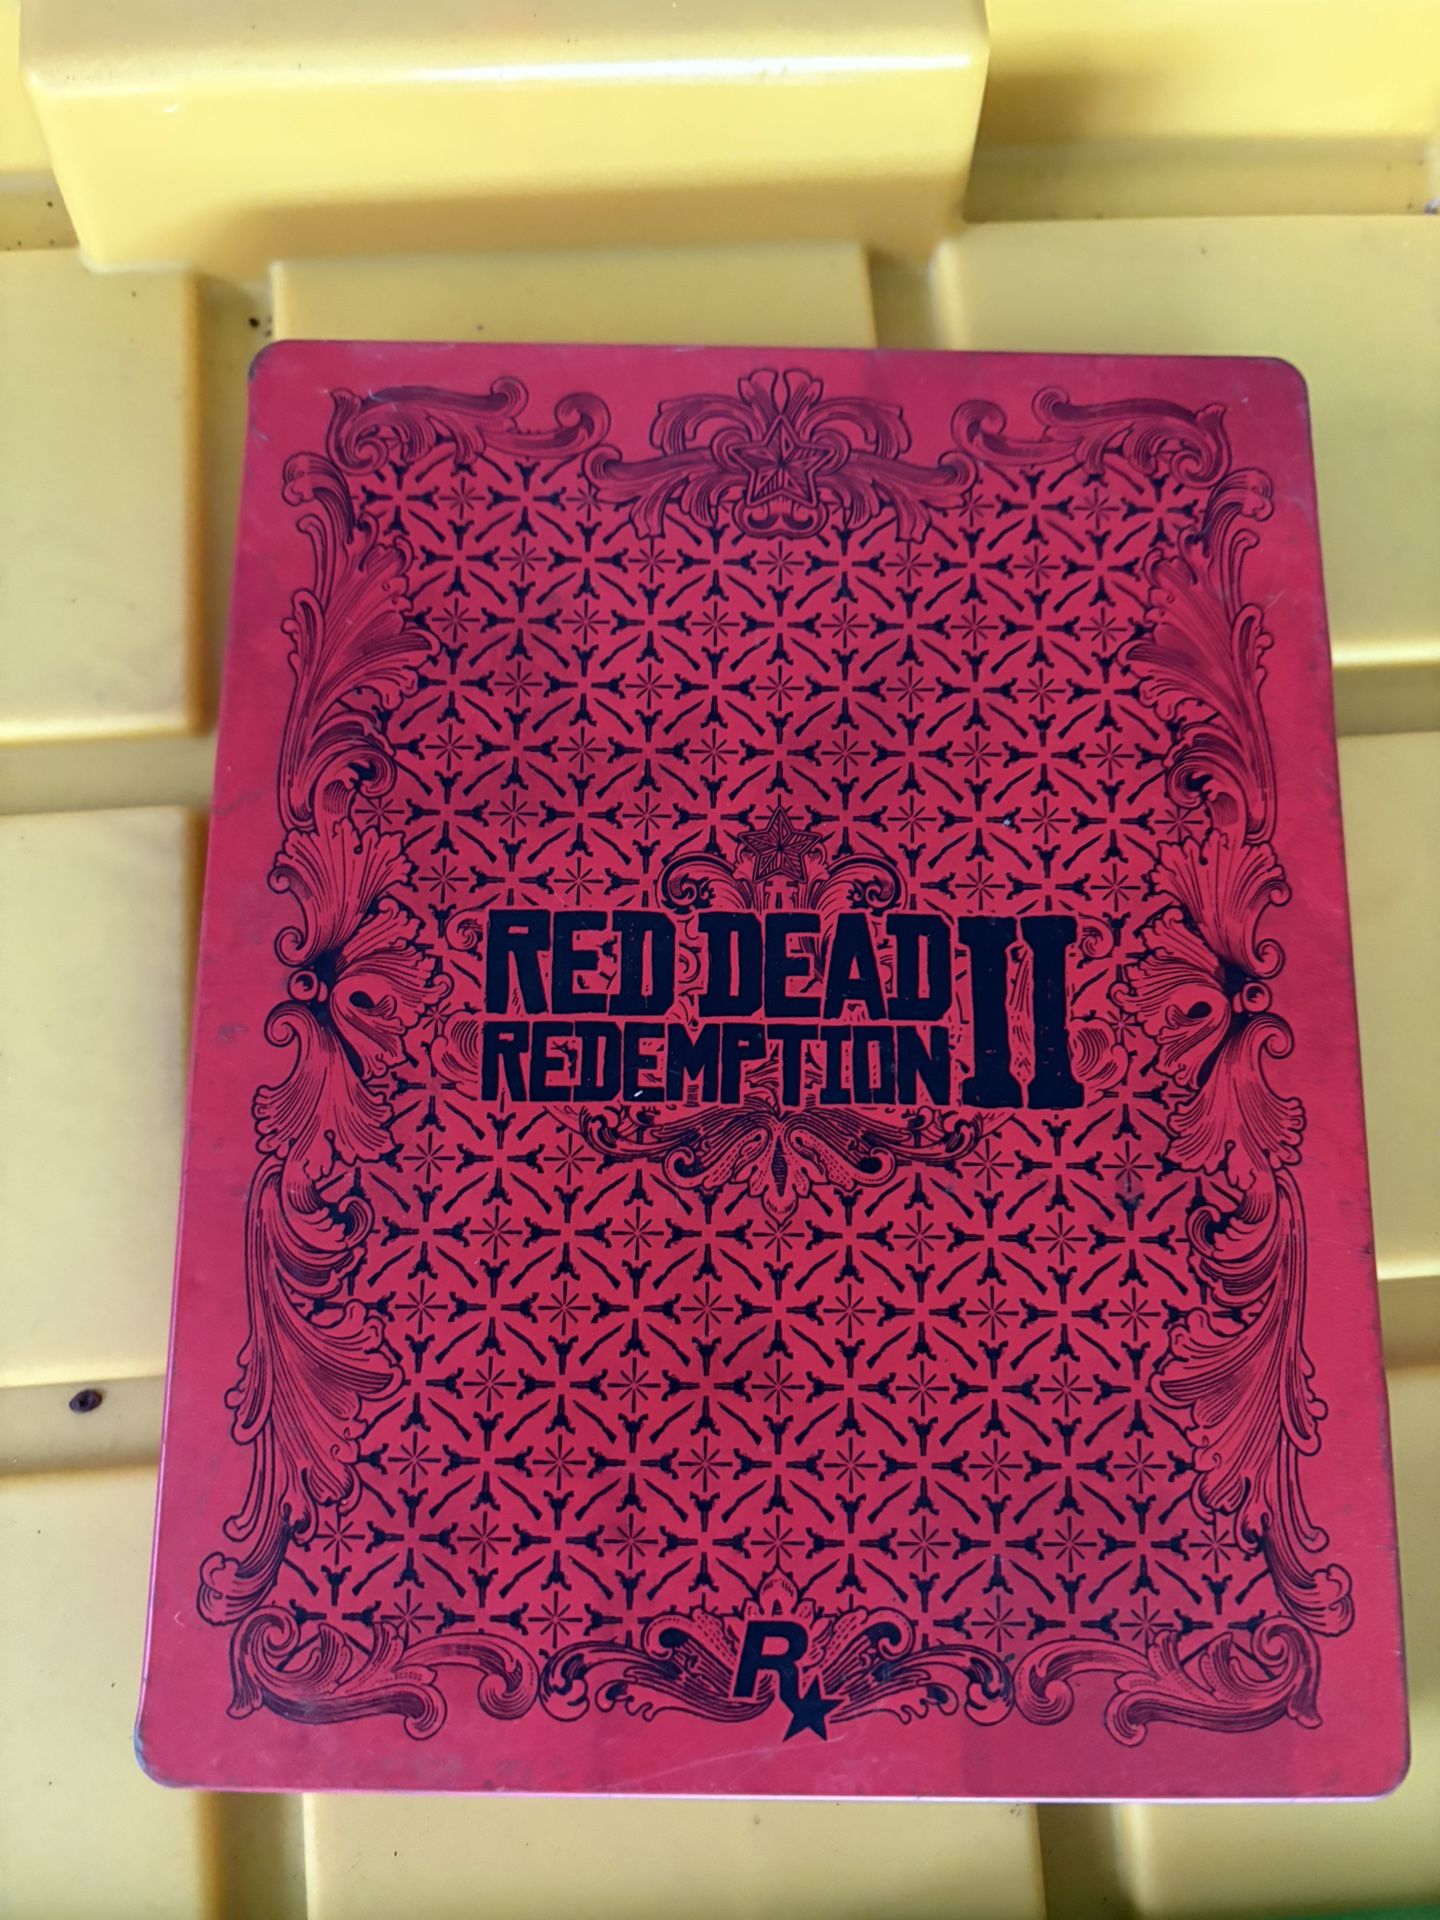 RED DEAD II
REDEMPTION
R